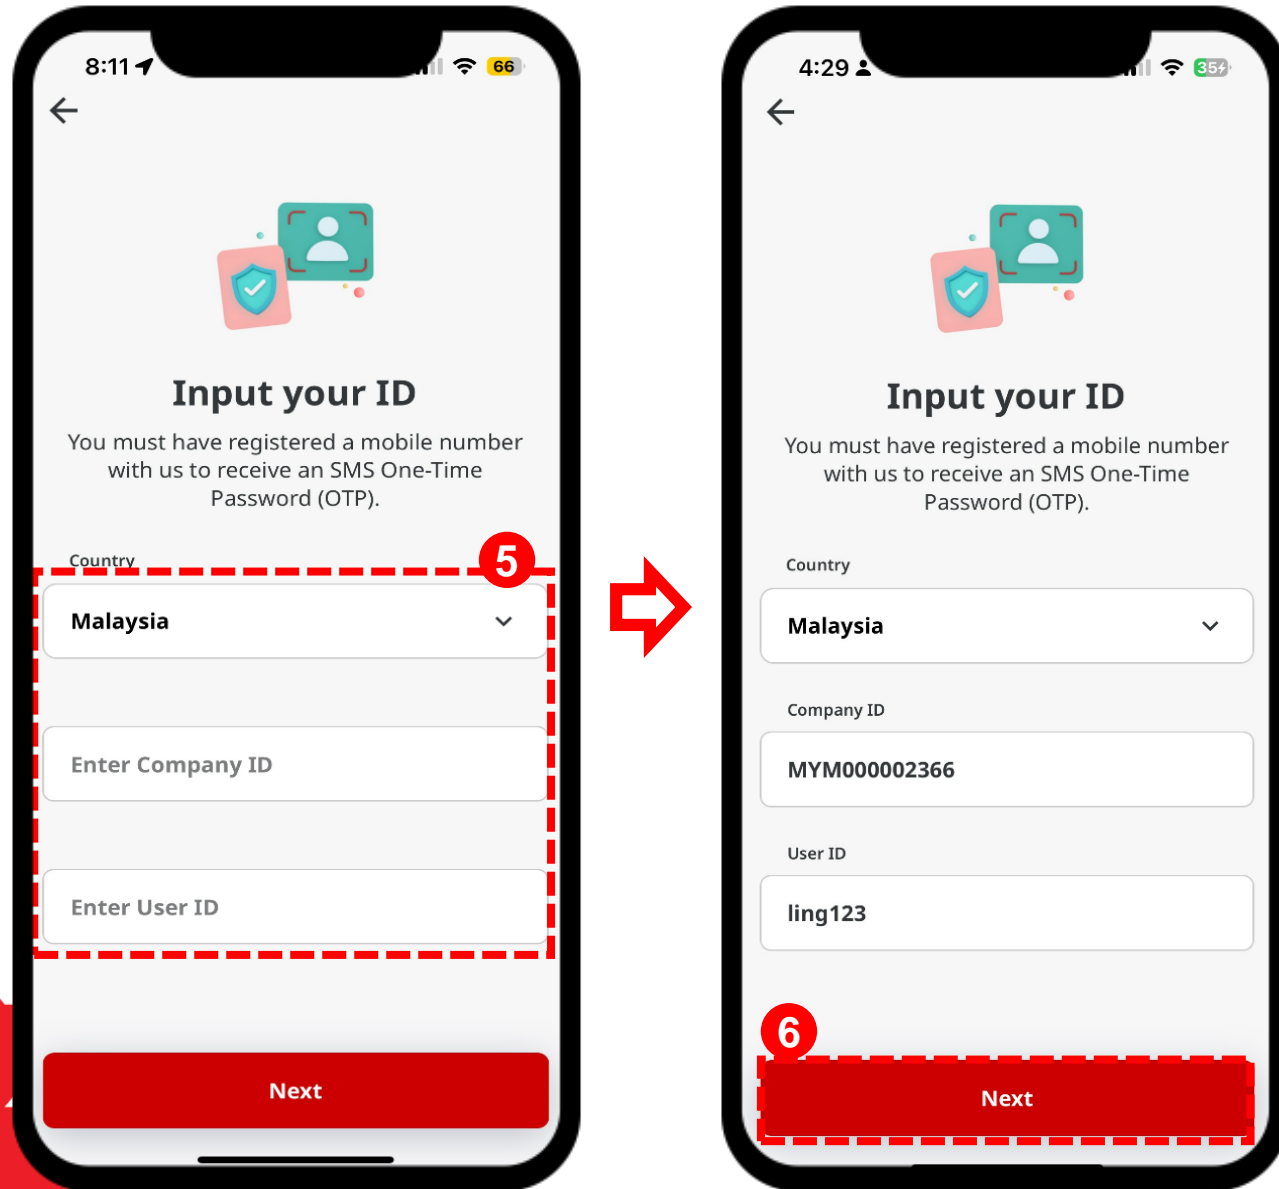 8:11
66
Input your ID
You must have registered a mobile number
with us to receive an SMS One-Time
Password (OTP).
Country
5
Malaysia
Enter Company ID
Enter User ID
Next
4:29
35
Input your ID
You must have registered a mobile number
with us to receive an SMS One-Time
Password (OTP).
Country
Malaysia
Company ID
MYM000002366
User ID
ling123
6
Next